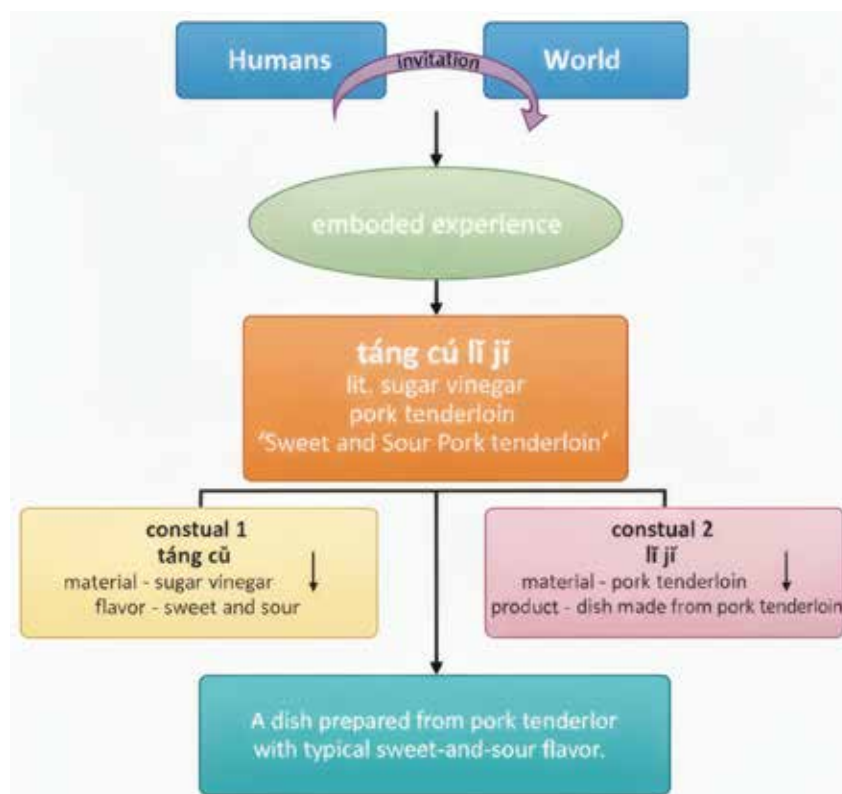 Humans
invitation
World
emboded experience
táng cú lǐ jǐ
lit. sugar vinegar
pork tenderloin
'Sweet and Sour Pork tenderloin'
constual 1
táng cǔ
material - sugar vinegar
flavor - sweet and sour
constual 2
lǐ jǐ
material - pork tenderloin
product - dish made from pork tenderloin
A dish prepared from pork tenderlor
with typical sweet-and-sour flavor.